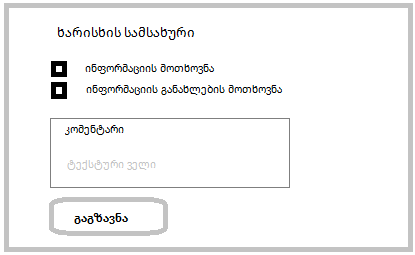 ხარისხის სამსახური
ინფორმაციის მოთხოვნა
ინფორმაციის განახლების მოთხოვნა
კომენტარი
ტექსტური ველი
გაგზავნა